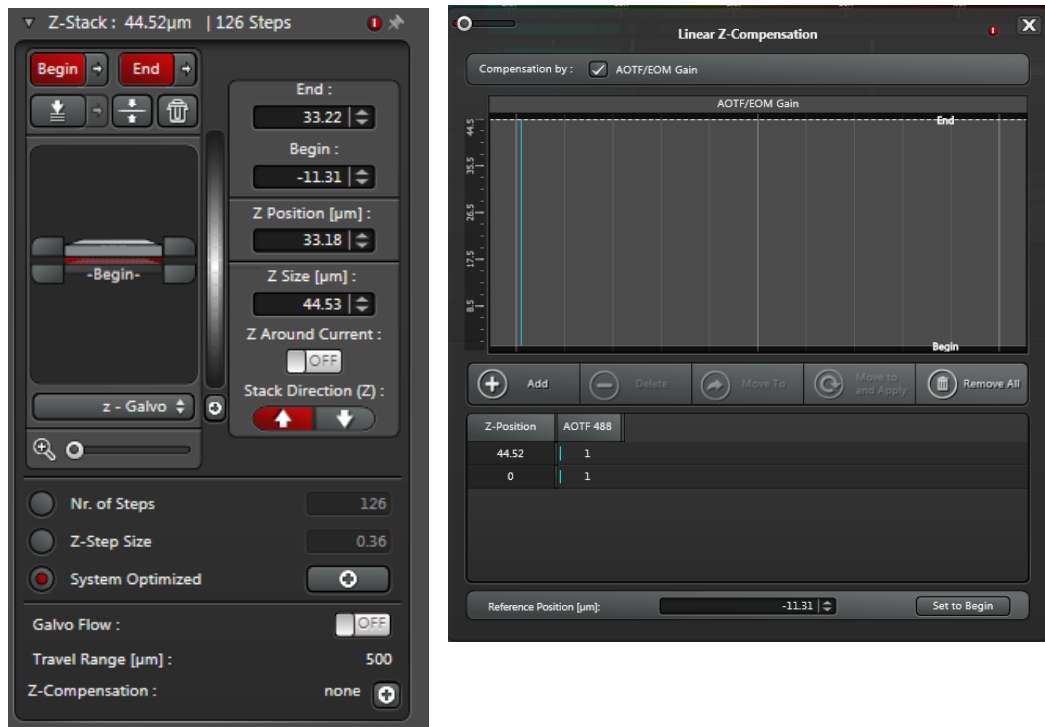 Z-Stack : 44.52µm | 126 Steps
Begin
End
End :
33.22
Begin :
-11.31
Z Position [µm] :
33.18
-Begin-
Z Size [µm] :
44.53
Z Around Current :
OFF
Stack Direction (Z) :
z - Galvo
Nr. of Steps 126
Z-Step Size 0.36
System Optimized
Galvo Flow : OFF
Travel Range [µm] : 500
Z-Compensation : none
Linear Z-Compensation
Compensation by : AOTF/EOM Gain
AOTF/EOM Gain
End
44.5
35.5
26.5
17.5
8.5
Begin
Add Delete Move To Move to and Apply Remove All
Z-Position AOTF 488
44.52 1
0 1
Reference Position [µm]: -11.31 Set to Begin